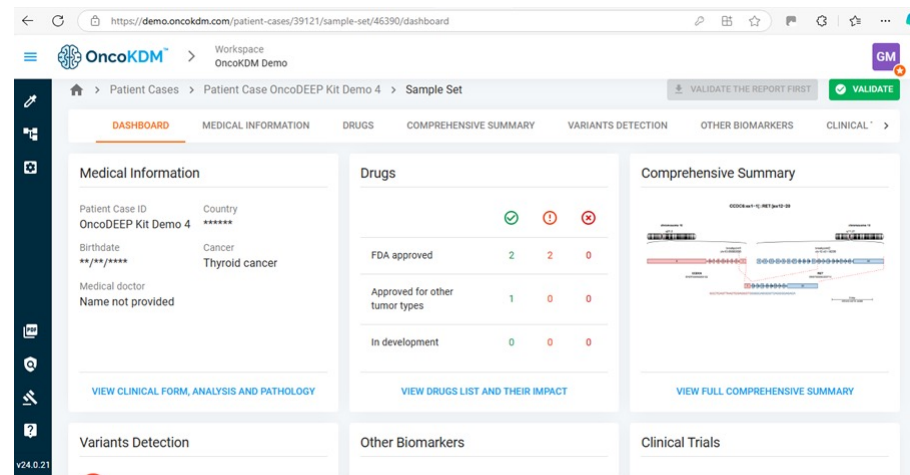 https://demo.oncokdm.com/patient-cases/39121/sample-set/46390/dashboard
OncoKDM™
Workspace
OncoKDM Demo
GM
Patient Cases > Patient Case OncoDEEP Kit Demo 4 > Sample Set
VALIDATE THE REPORT FIRST
VALIDATE
DASHBOARD MEDICAL INFORMATION DRUGS COMPREHENSIVE SUMMARY VARIANTS DETECTION OTHER BIOMARKERS CLINICAL
Medical Information
Patient Case ID Country
OncoDEEP Kit Demo 4 ******
Birthdate Cancer
**/**/**** Thyroid cancer
Medical doctor
Name not provided
VIEW CLINICAL FORM, ANALYSIS AND PATHOLOGY
Drugs
FDA approved 2 2 0
Approved for other
tumor types 1 0 0
In development 0 0 0
VIEW DRUGS LIST AND THEIR IMPACT
Comprehensive Summary
RET
VIEW FULL COMPREHENSIVE SUMMARY
Variants Detection
Other Biomarkers
Clinical Trials
PDF
v24.0.21